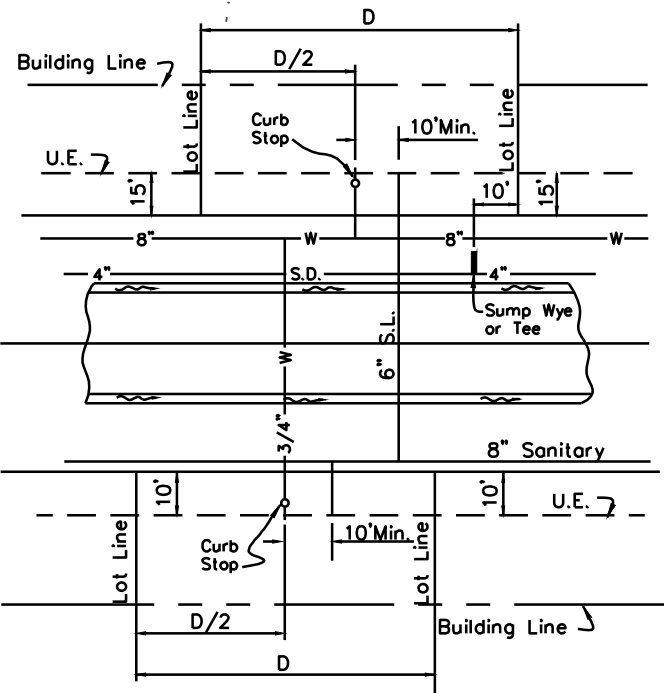 D
Building Line
D/2
Curb
Stop
10'Min.
Lot Line
Lot Line
U.E.
15'
10'
15'
8"
W
8"
W
4"
S.D.
4"
Sump Wye
or Tee
6" S.L.
W
3/4"
8" Sanitary
10'
10'
U.E.
Curb
Stop
10'Min.
Lot Line
Lot Line
D/2
Building Line
D